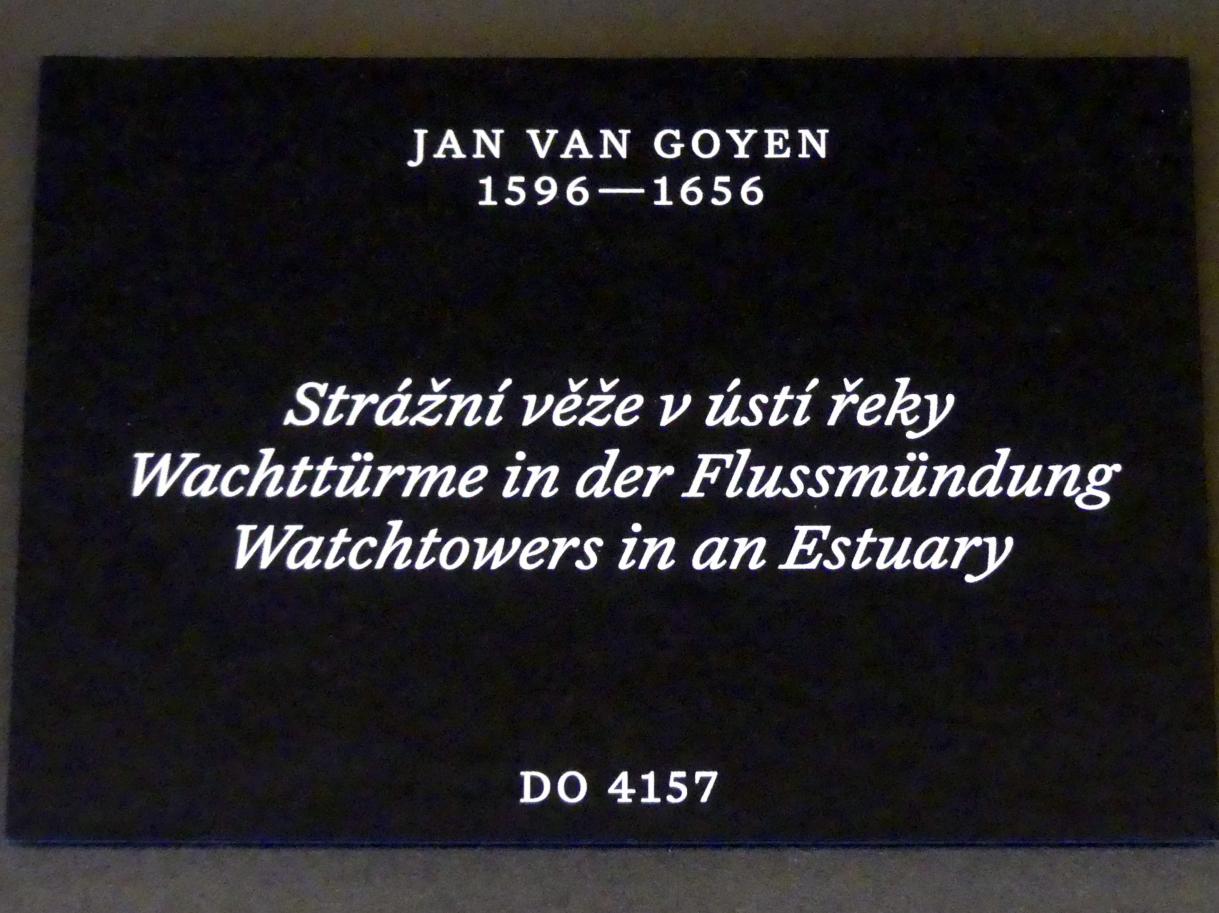 JAN VAN GOYEN
1596—1656
Strážní věže v ústí řeky
Wachttürme in der Flussmündung
Watchtowers in an Estuary
DO 4157